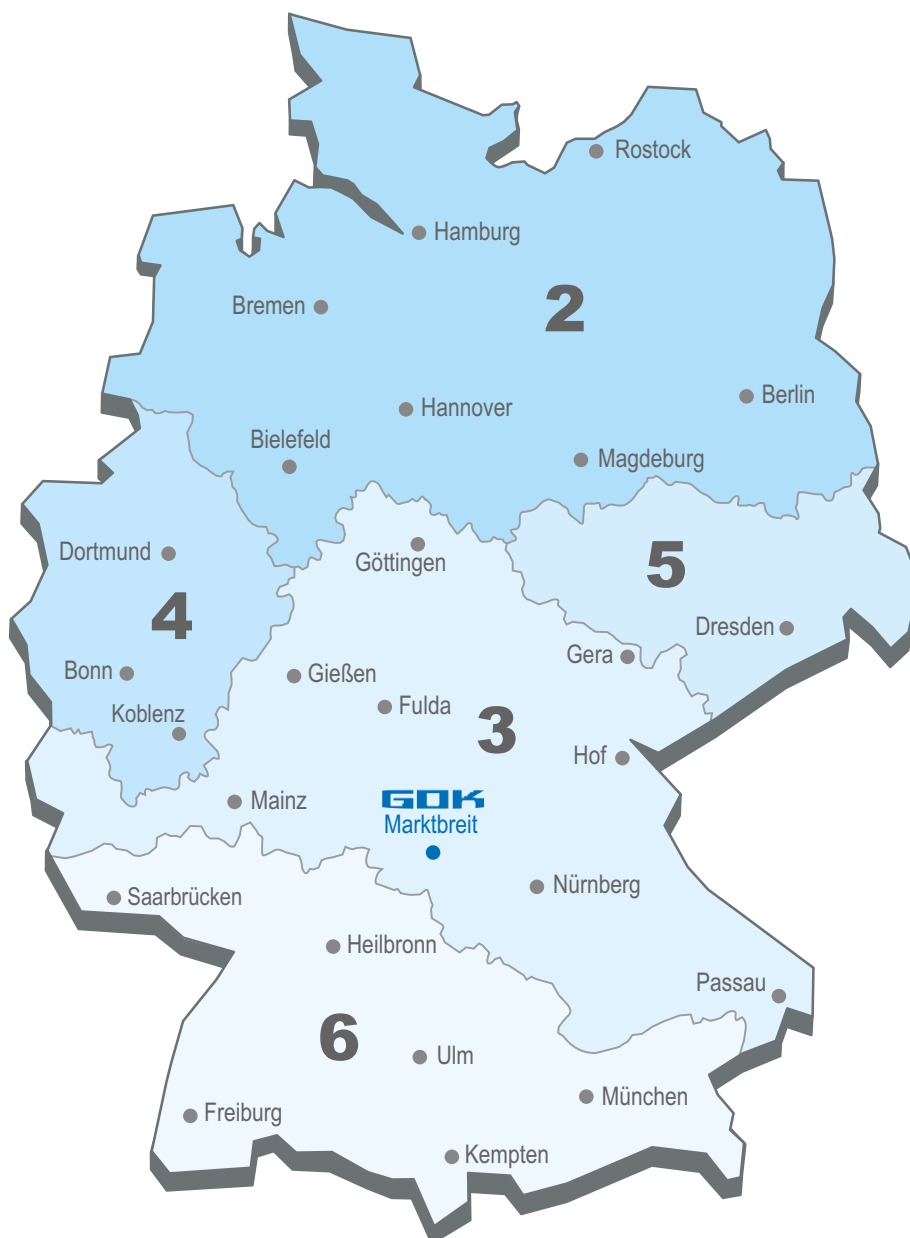 Rostock
Hamburg
Bremen
2
Berlin
Hannover
Bielefeld
Magdeburg
Dortmund
Göttingen
5
4
Dresden
Gera
Bonn
Gießen
Fulda
Koblenz
3
Hof
Mainz
GOK
Marktbreit
Nürnberg
Saarbrücken
Heilbronn
Passau
6
Ulm
München
Freiburg
Kempten